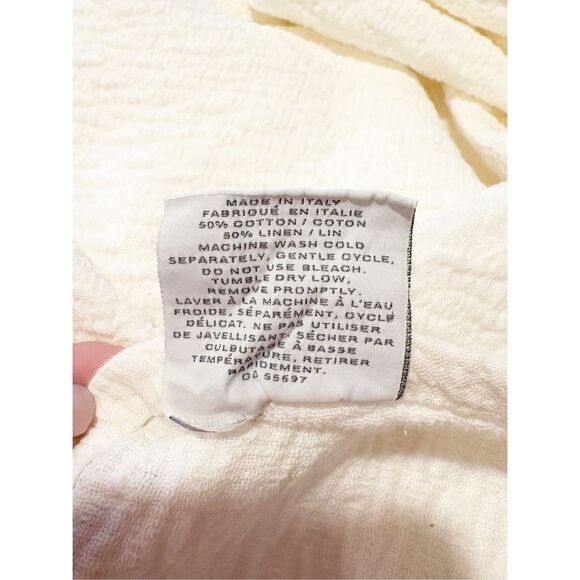 MADE IN ITALY
FABRIQUÉ EN ITALIE
50% COTTON / COTON
50% LINEN / LIN
MACHINE WASH COLD
SEPARATELY, GENTLE CYCLE,
DO NOT USE BLEACH.
TUMBLE DRY LOW,
REMOVE PROMPTLY.
LAVER À LA MACHINE À L'EAU
FROIDE, SÉPARÉMENT, CYCLE
DÉLICAT. NE PAS UTILISER
DE JAVELLISANT. SÉCHER PAR
CULBUTAGE À BASSE
TEMPÉRATURE, RETIRER
RAPIDEMENT.
CA 55697